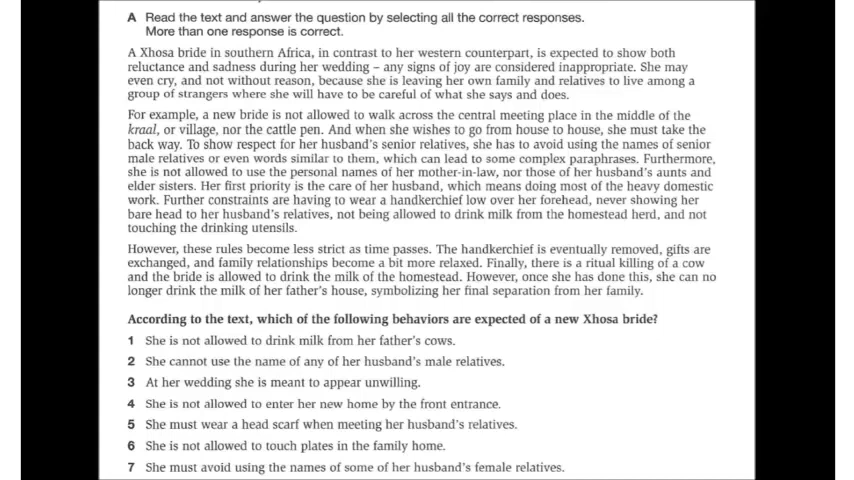 A Read the text and answer the question by selecting all the correct responses.
More than one response is correct.
A Xhosa bride in southern Africa, in contrast to her western counterpart, is expected to show both
reluctance and sadness during her wedding – any signs of joy are considered inappropriate. She may
even cry, and not without reason, because she is leaving her own family and relatives to live among a
group of strangers where she will have to be careful of what she says and does.
For example, a new bride is not allowed to walk across the central meeting place in the middle of the
kraal, or village, nor the cattle pen. And when she wishes to go from house to house, she must take the
back way. To show respect for her husband's senior relatives, she has to avoid using the names of senior
male relatives or even words similar to them, which can lead to some complex paraphrases. Furthermore,
she is not allowed to use the personal names of her mother-in-law, nor those of her husband's aunts and
elder sisters. Her first priority is the care of her husband, which means doing most of the heavy domestic
work. Further constraints are having to wear a handkerchief low over her forehead, never showing her
bare head to her husband's relatives, not being allowed to drink milk from the homestead herd, and not
touching the drinking utensils.
However, these rules become less strict as time passes. The handkerchief is eventually removed, gifts are
exchanged, and family relationships become a bit more relaxed. Finally, there is a ritual killing of a cow
and the bride is allowed to drink the milk of the homestead. However, once she has done this, she can no
longer drink the milk of her father's house, symbolizing her final separation from her family.
According to the text, which of the following behaviors are expected of a new Xhosa bride?
1 She is not allowed to drink milk from her father's cows.
2 She cannot use the name of any of her husband's male relatives.
3 At her wedding she is meant to appear unwilling.
4 She is not allowed to enter her new home by the front entrance.
5 She must wear a head scarf when meeting her husband's relatives.
6 She is not allowed to touch plates in the family home.
7 She must avoid using the names of some of her husband's female relatives.